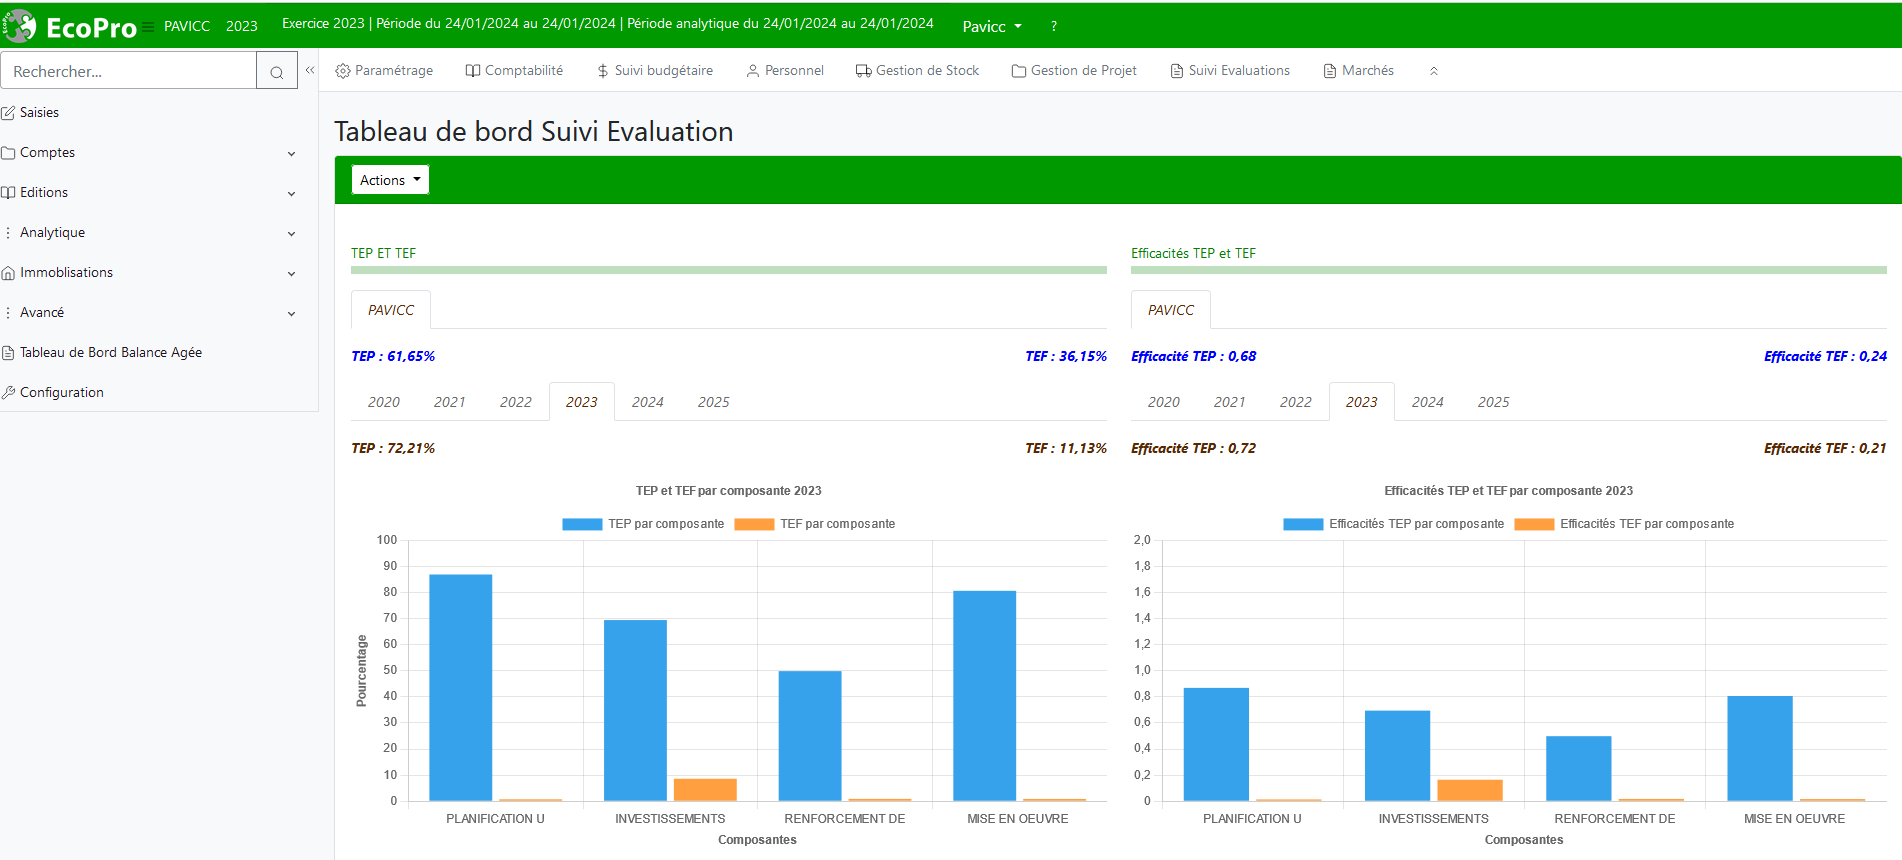 EcoPro PAVICC 2023 Exercice 2023 | Période du 24/01/2024 au 24/01/2024 | Période analytique du 24/01/2024 au 24/01/2024 Pavicc ?
Rechercher...
Paramétrage Comptabilité Suivi budgétaire Personnel Gestion de Stock Gestion de Projet Suivi Evaluations Marchés
Saisies
Comptes
Editions
Analytique
Immoblisations
Avancé
Tableau de Bord Balance Agée
Configuration
Tableau de bord Suivi Evaluation
Actions
TEP ET TEF
PAVICC
TEP : 61,65% TEF : 36,15%
2020 2021 2022 2023 2024 2025
TEP : 72,21% TEF : 11,13%
TEP et TEF par composante 2023
TEP par composante TEF par composante
100
90
80
70
60
50
40
30
20
10
0
Pourcentage
PLANIFICATION U INVESTISSEMENTS RENFORCEMENT DE MISE EN OEUVRE
Composantes
Efficacités TEP et TEF
PAVICC
Efficacité TEP : 0,68 Efficacité TEF : 0,24
2020 2021 2022 2023 2024 2025
Efficacité TEP : 0,72 Efficacité TEF : 0,21
Efficacités TEP et TEF par composante 2023
Efficacités TEP par composante Efficacités TEF par composante
2,0
1,8
1,6
1,4
1,2
1,0
0,8
0,6
0,4
0,2
0
PLANIFICATION U INVESTISSEMENTS RENFORCEMENT DE MISE EN OEUVRE
Composantes